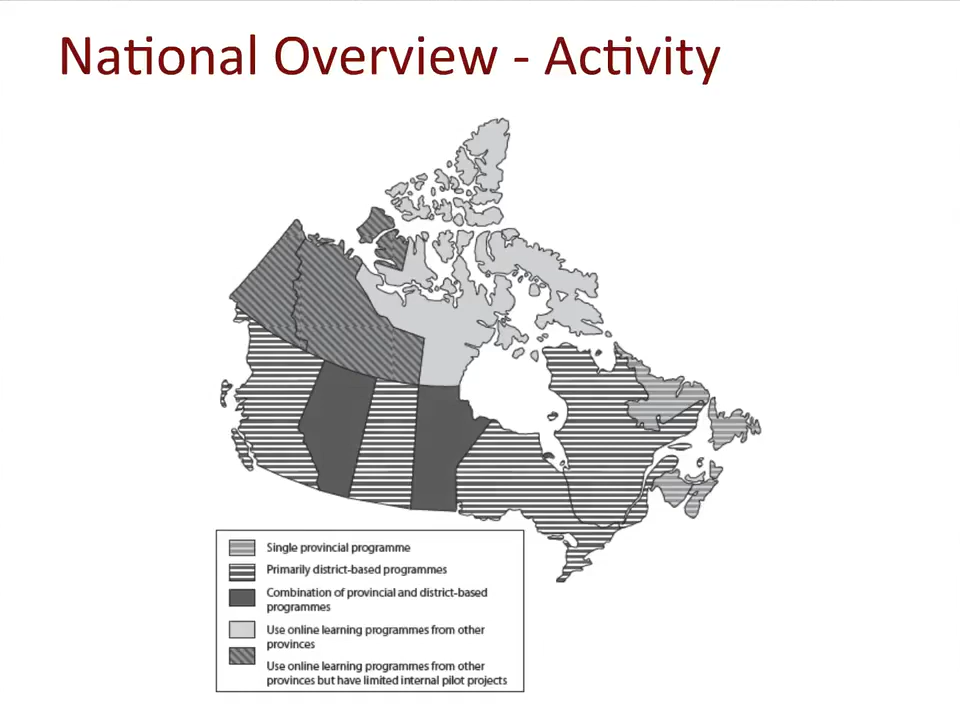 National Overview - Activity
Single provincial programme
Primarily district-based programmes
Combination of provincial and district-based
programmes
Use online learning programmes from other
provinces
Use online learning programmes from other
provinces but have limited internal pilot projects